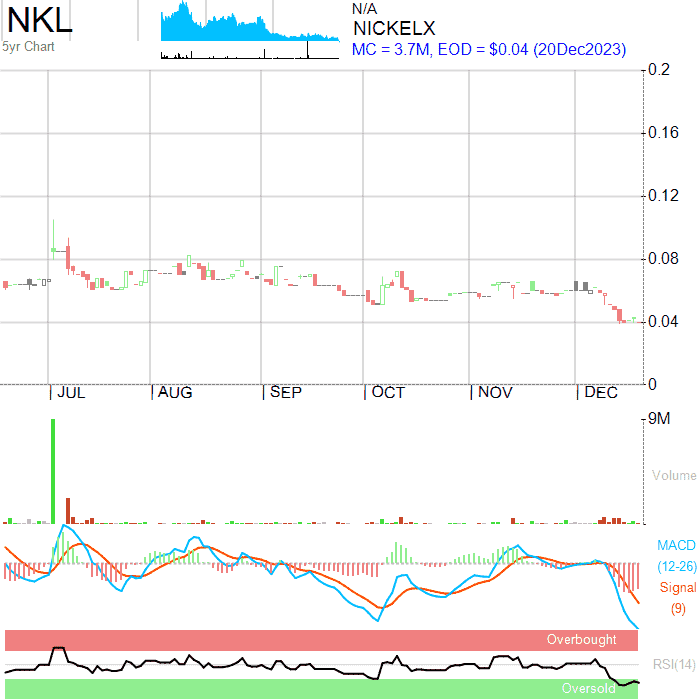 NKL
5yr Chart
N/A
NICKELX
MC = 3.7M, EOD = $0.04 (20Dec2023)
0.2
0.16
0.12
0.08
0.04
0
JUL
AUG
SEP
OCT
NOV
DEC
9M
Volume
MACD
(12-26)
Signal
(9)
Overbought
RSI(14)
Oversold